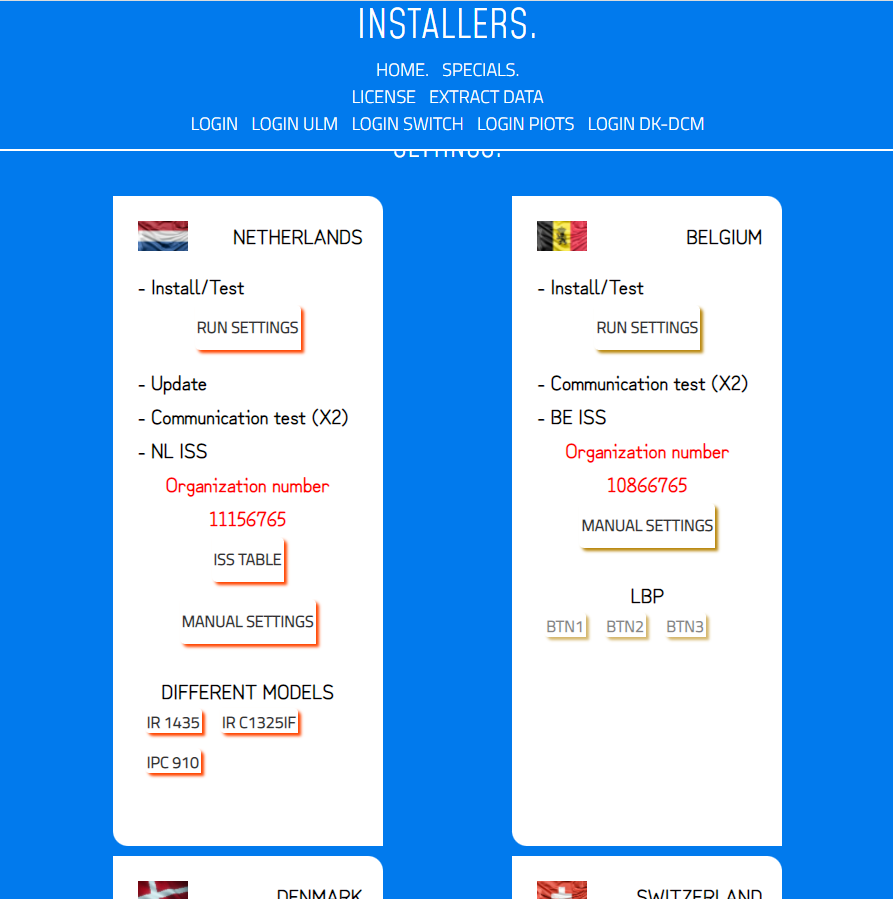 INSTALLERS.
HOME. SPECIALS.
LICENSE EXTRACT DATA
LOGIN LOGIN ULM LOGIN SWITCH LOGIN PIOTS LOGIN DK-DCM
SETTINGS.
NETHERLANDS
- Install/Test
RUN SETTINGS
- Update
- Communication test (X2)
- NL ISS
Organization number
11156765
ISS TABLE
MANUAL SETTINGS
DIFFERENT MODELS
IR 1435 IR C1325IF
IPC 910
BELGIUM
- Install/Test
RUN SETTINGS
- Communication test (X2)
- BE ISS
Organization number
10866765
MANUAL SETTINGS
LBP
BTN1 BTN2 BTN3
DENMARK
SWITZERLAND